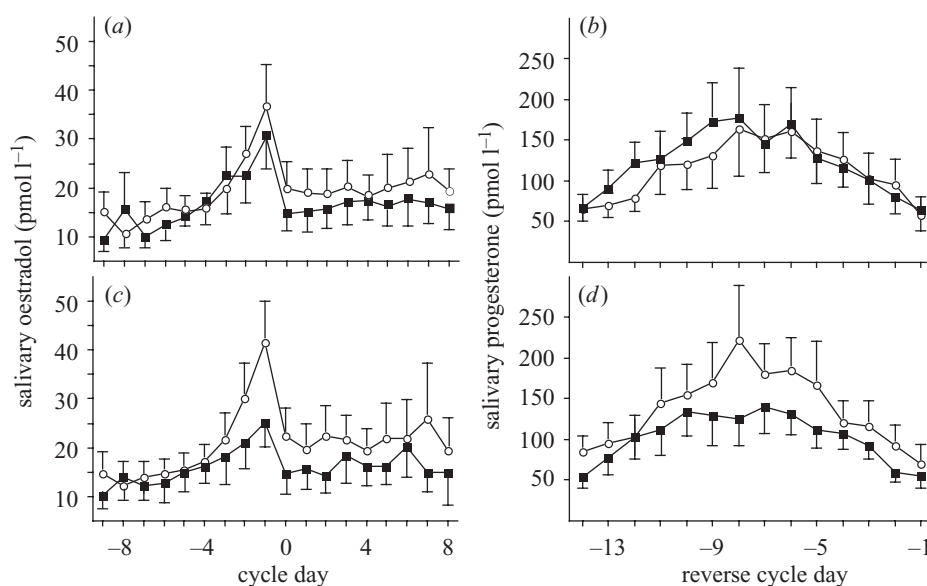 (a)
50
40
30
20
10
(b)
250
200
150
100
50
(c)
50
40
30
20
10
(d)
250
200
150
100
50
salivary oestradol (pmol l⁻¹)
salivary progesterone (pmol l⁻¹)
–8 –4 0 4 8
cycle day
–13 –9 –5 –1
reverse cycle day